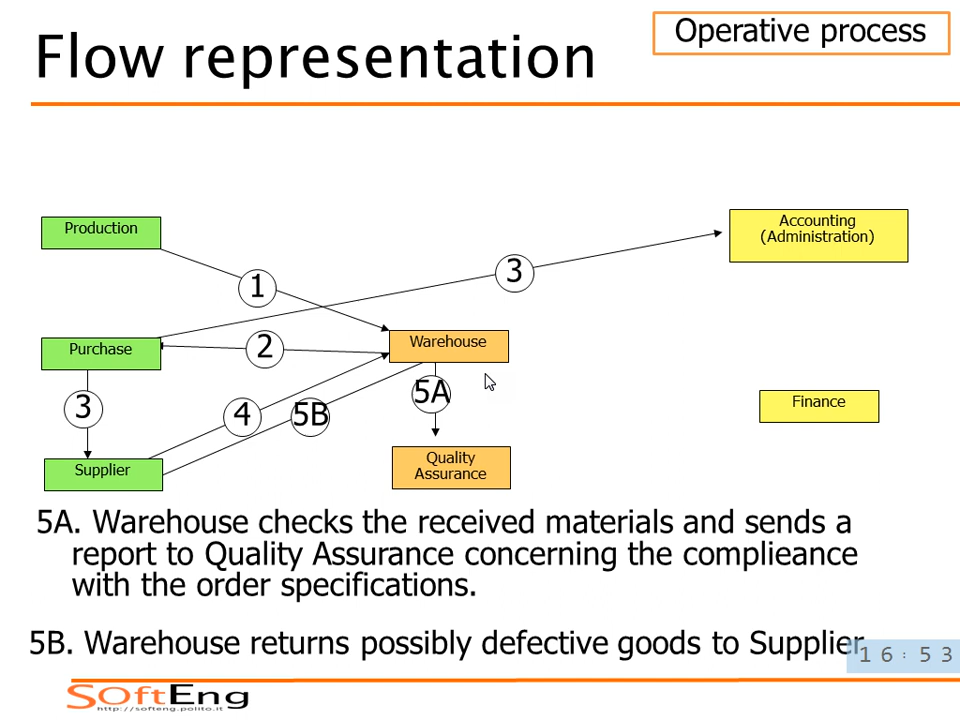 Operative process
Flow representation
Production
Accounting
(Administration)
1
3
Purchase
2
Warehouse
3
4
5B
5A
Finance
Supplier
Quality
Assurance
5A. Warehouse checks the received materials and sends a
report to Quality Assurance concerning the complieance
with the order specifications.
5B. Warehouse returns possibly defective goods to Supplier
16:53
SOftEng
http://softeng.polito.it